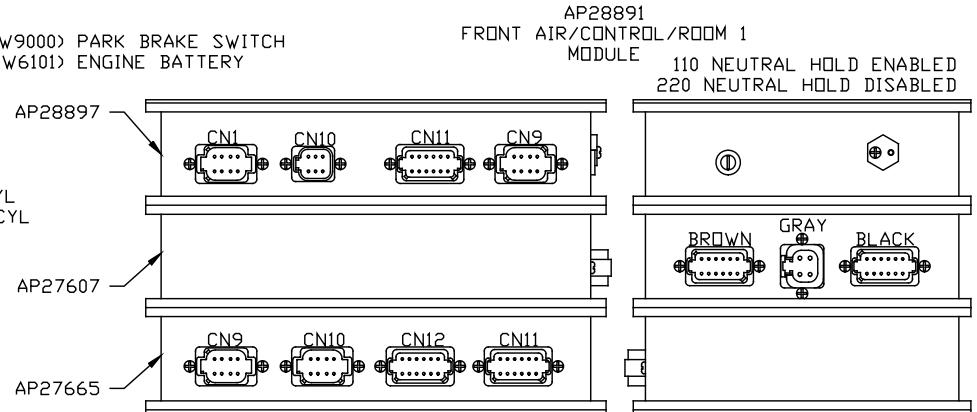 AP28891
FRONT AIR/CONTROL/ROOM 1
MODULE
W9000) PARK BRAKE SWITCH
W6101) ENGINE BATTERY
110 NEUTRAL HOLD ENABLED
220 NEUTRAL HOLD DISABLED
AP28897
CN1 CN10 CN11 CN9
YL
CYL
BROWN GRAY BLACK
AP27607
CN9 CN10 CN12 CN11
AP27665